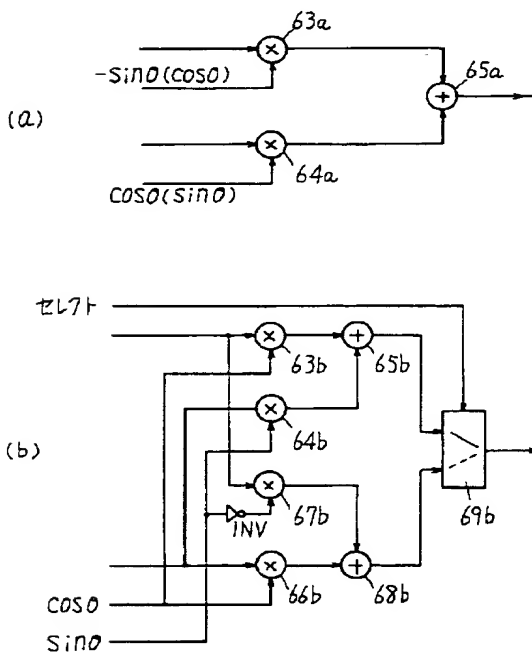 63a
-sinθ(cosθ)
65a
(a)
64a
cosθ(sinθ)
セレクト
63b
65b
64b
(b)
67b
INV
69b
66b
68b
cosθ
sinθ